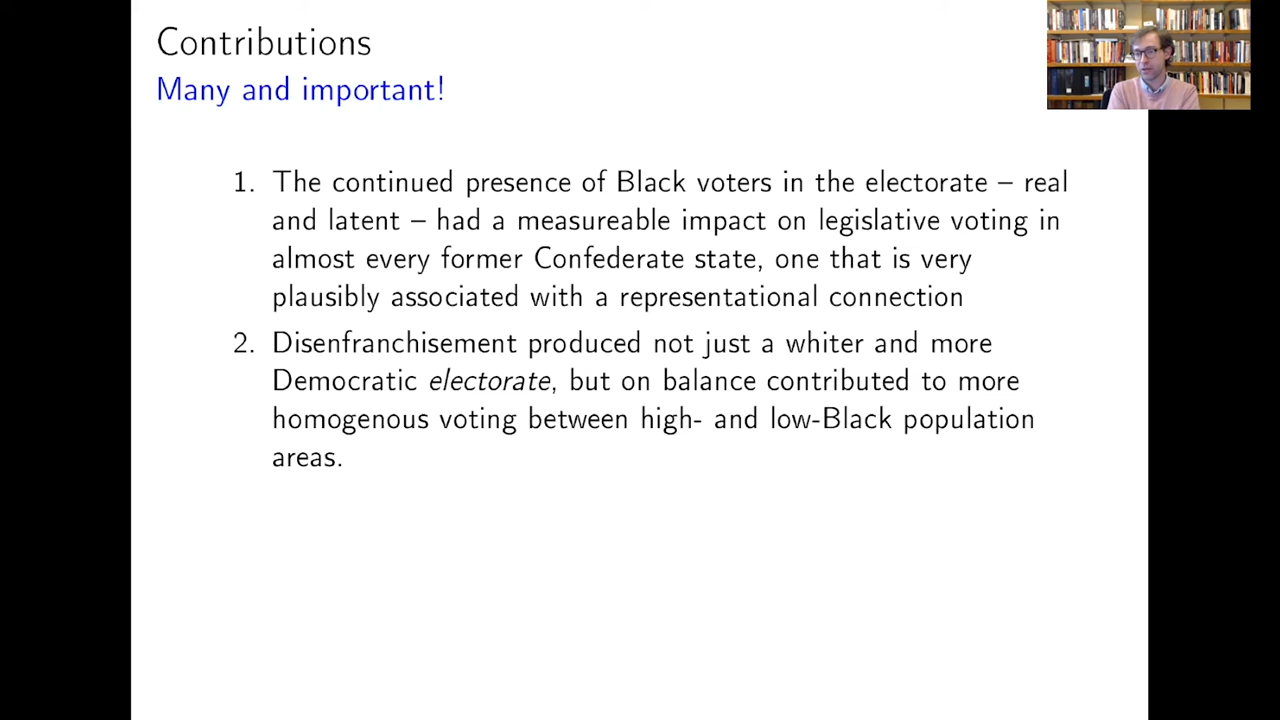 Contributions
Many and important!
1. The continued presence of Black voters in the electorate – real
and latent – had a measureable impact on legislative voting in
almost every former Confederate state, one that is very
plausibly associated with a representational connection
2. Disenfranchisement produced not just a whiter and more
Democratic electorate, but on balance contributed to more
homogenous voting between high- and low-Black population
areas.